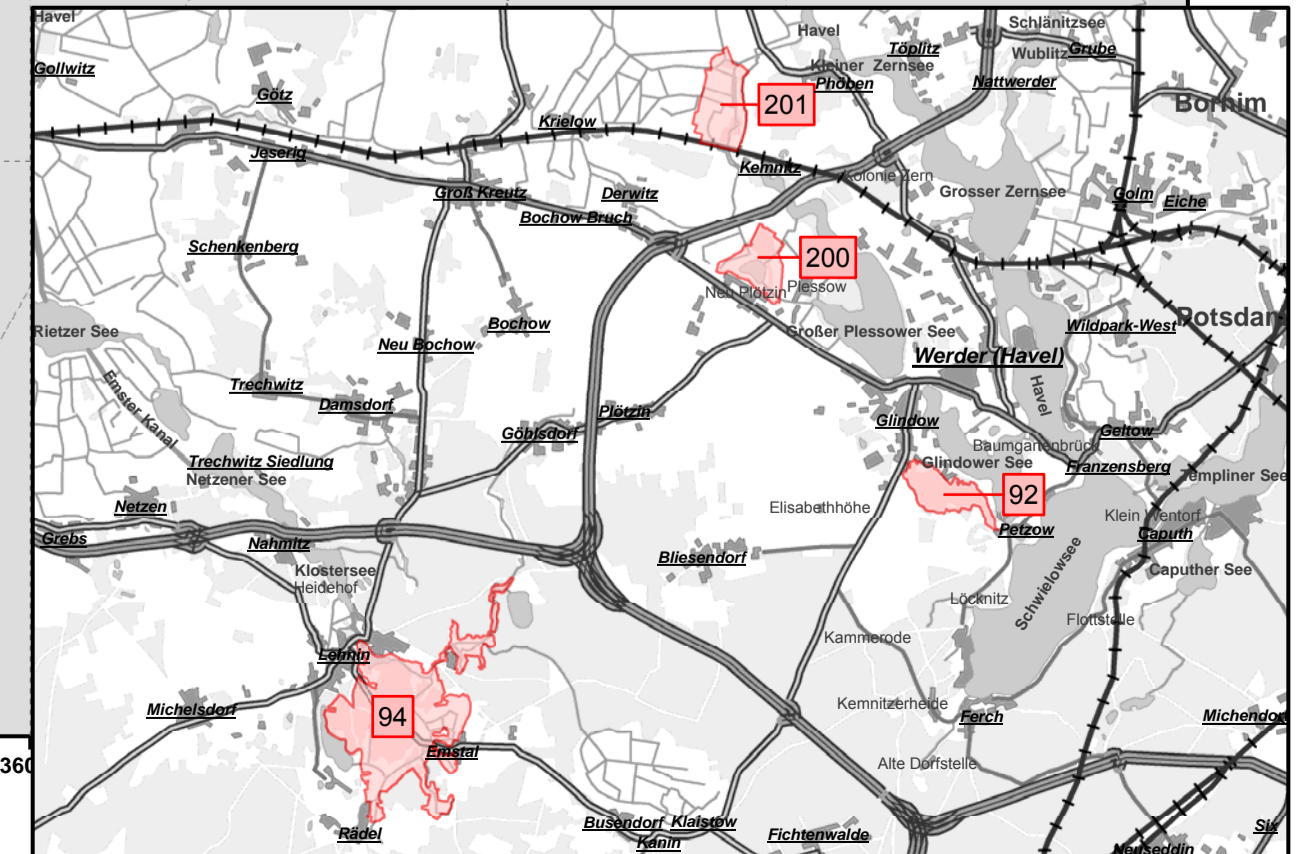 Havel
Schlänitzsee
Havel
Töplitz
Grube
Wublitz
Gollwitz
Kleiner Zernsee
Phöben
Nattwerder
Götz
201
Bornim
Krielow
Jeserig
Kemnitz
Kolonie Zern
Groß Kreutz
Derwitz
Grosser Zernsee
Golm
Eiche
Bochow Bruch
Schenkenberg
200
Neu Plötzin
Plessow
Rietzer See
Bochow
Großer Plessower See
Wildpark-West
Potsdam
Neu Bochow
Werder (Havel)
Trechwitz
Emster Kanal
Damsdorf
Havel
Plötzin
Glindow
Göhlsdorf
Geltow
Baumgartenbrück
Trechwitz Siedlung
Glindower See
Franzensberg
Netzener See
Templiner See
92
Netzen
Elisabethhöhe
Klein Wentorf
Petzow
Caputh
Grebs
Nahmitz
Bliesendorf
Klostersee
Heidehof
Caputher See
Schwielowsee
Löcknitz
Flottstelle
Kammerode
Lehnin
Kemnitzerheide
Michelsdorf
94
Ferch
Michendorf
Emstal
360
Alte Dorfstelle
Busendorf
Klaistow
Rädel
Fichtenwalde
Six
Kanin
Neuseddin